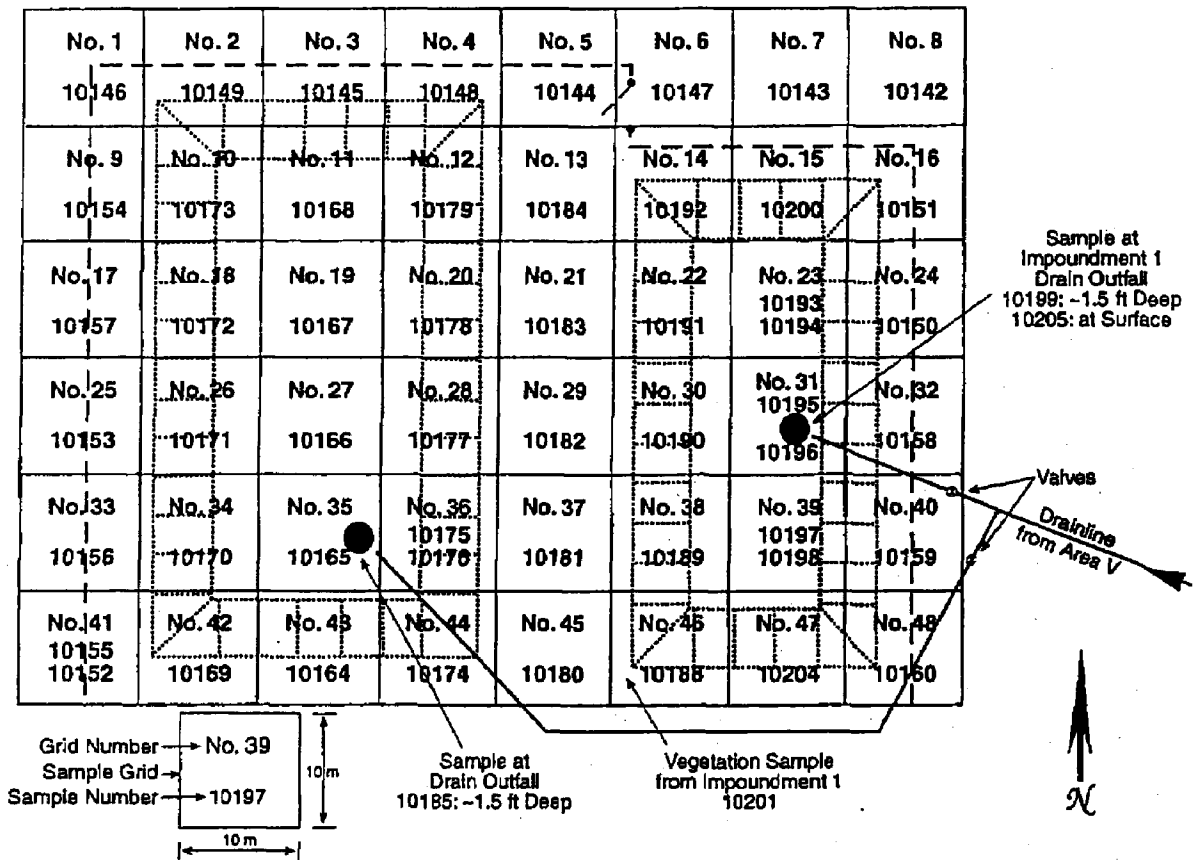 No. 1 No. 2 No. 3 No. 4 No. 5 No. 6 No. 7 No. 8
10146 10149 10145 10148 10144 10147 10143 10142
No. 9 No. 10 No. 11 No. 12 No. 13 No. 14 No. 15 No. 16
10154 10173 10168 10179 10184 10192 10200 10151
No. 17 No. 18 No. 19 No. 20 No. 21 No. 22 No. 23 No. 24
10193
10157 10172 10167 10178 10183 10191 10194 10150
No. 25 No. 26 No. 27 No. 28 No. 29 No. 30 No. 31 No. 32
10195
10153 10171 10166 10177 10182 10190 10196 10158
No. 33 No. 34 No. 35 No. 36 No. 37 No. 38 No. 39 No. 40
10175 10197
10156 10170 10165 10176 10181 10189 10198 10159
No. 41 No. 42 No. 43 No. 44 No. 45 No. 46 No. 47 No. 48
10155
10152 10169 10164 10174 10180 10188 10204 10160
Sample at
Impoundment 1
Drain Outfall
10199: ~1.5 ft Deep
10205: at Surface
Valves
Drainline
from Area V
Grid Number
No. 39
Sample Grid
Sample Number
10197
10 m
10 m
Sample at
Drain Outfall
10185: ~1.5 ft Deep
Vegetation Sample
from Impoundment 1
10201
N